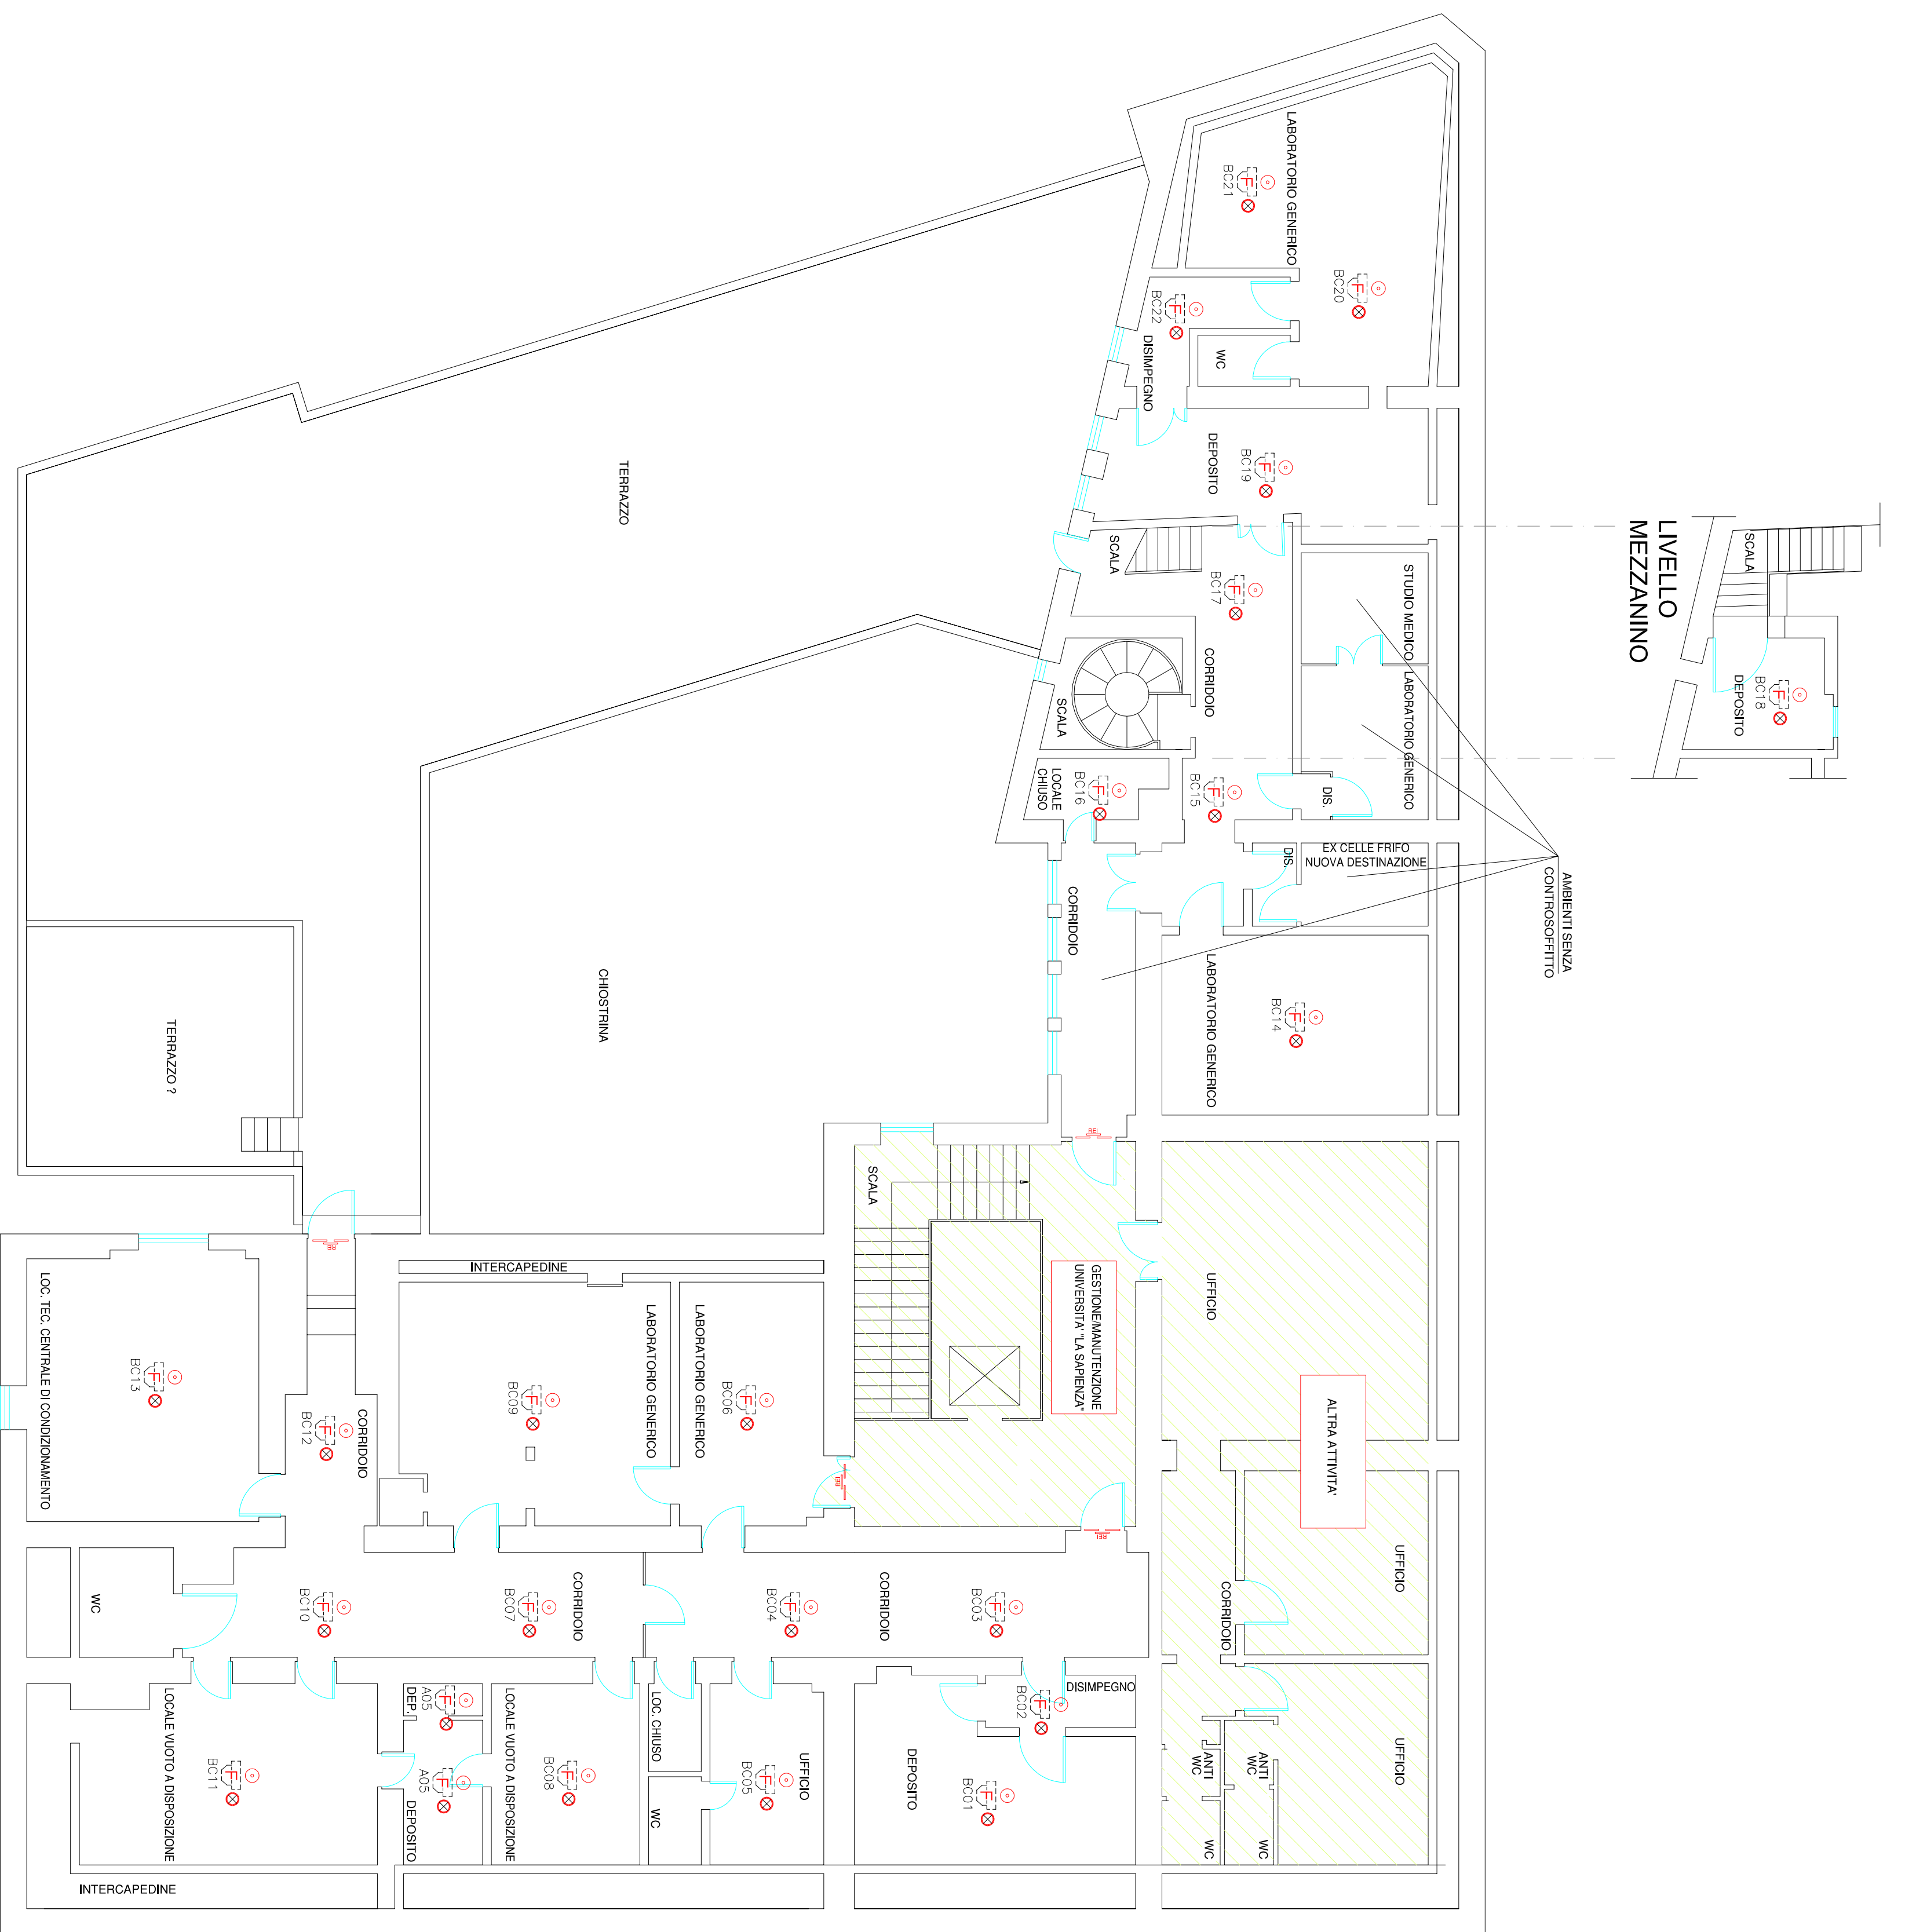 LIVELLO
MEZZANINO
SCALA
DEPOSITO
F
BC18
AMBIENTI SENZA
CONTROSOFFITTO
LABORATORIO GENERICO
F
BC21
F
BC20
F
BC22
DISIMPEGNO
WC
DEPOSITO
F
BC19
SCALA
F
BC17
STUDIO MEDICO
LABORATORIO GENERICO
CORRIDOIO
SCALA
LOCALE
CHIUSO
F
BC16
F
BC15
DIS.
DIS.
EX CELLE FRIFO
NUOVA DESTINAZIONE
CORRIDOIO
LABORATORIO GENERICO
F
BC14
TERRAZZO
CHIOSTRINA
TERRAZZO ?
REI
SCALA
GESTIONE/MANUTENZIONE
UNIVERSITA' "LA SAPIENZA"
UFFICIO
ALTRA ATTIVITA'
UFFICIO
CORRIDOIO
UFFICIO
ANTI
WC
ANTI
WC
WC
WC
REI
REI
REI
INTERCAPEDINE
LABORATORIO GENERICO
LABORATORIO GENERICO
F
BC06
F
BC09
LOC. TEC. CENTRALE DI CONDIZIONAMENTO
F
BC13
CORRIDOIO
F
BC12
WC
F
BC10
F
BC07
CORRIDOIO
F
BC04
CORRIDOIO
F
BC03
DISIMPEGNO
F
BC02
DEPOSITO
F
BC01
UFFICIO
F
BC05
LOC. CHIUSO
WC
LOCALE VUOTO A DISPOSIZIONE
F
BC08
DEP.
F
A05
F
A05
DEPOSITO
LOCALE VUOTO A DISPOSIZIONE
F
BC11
INTERCAPEDINE